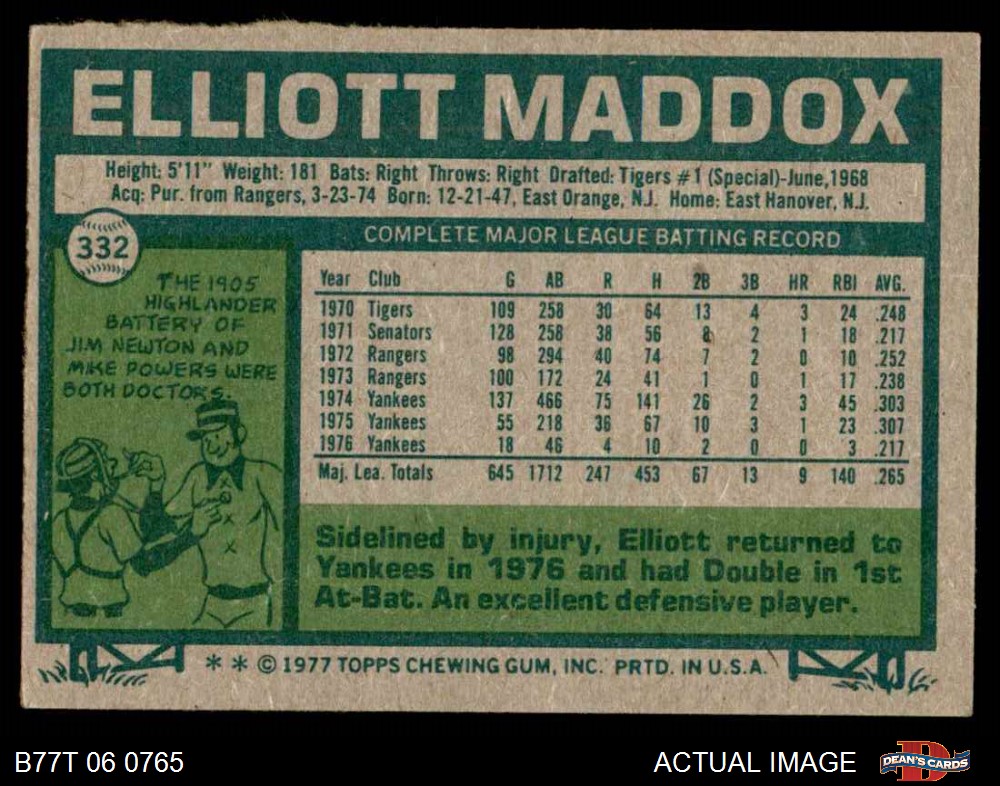 ELLIOTT MADDOX
Height: 5'11" Weight: 181 Bats: Right Throws: Right Drafted: Tigers #1 (Special)-June, 1968
Acq: Pur. from Rangers, 3-23-74 Born: 12-21-47, East Orange, N.J. Home: East Hanover, N.J.
332
COMPLETE MAJOR LEAGUE BATTING RECORD
THE 1905
HIGHLANDER
BATTERY OF
JIM NEWTON AND
MIKE POWERS WERE
BOTH DOCTORS.
Year Club G AB R H 2B 3B HR RBI AVG.
1970 Tigers 109 258 30 64 13 4 3 24 .248
1971 Senators 128 258 38 56 8 2 1 18 .217
1972 Rangers 98 294 40 74 7 2 0 10 .252
1973 Rangers 100 172 24 41 1 0 1 17 .238
1974 Yankees 137 466 75 141 26 2 3 45 .303
1975 Yankees 55 218 36 67 10 3 1 23 .307
1976 Yankees 18 46 4 10 2 0 0 3 .217
Maj. Lea. Totals 645 1712 247 453 67 13 9 140 .265
Sidelined by injury, Elliott returned to
Yankees in 1976 and had Double in 1st
At-Bat. An excellent defensive player.
* * © 1977 TOPPS CHEWING GUM, INC. PRTD. IN U.S.A.
B77T 06 0765
ACTUAL IMAGE
DEAN'S CARDS